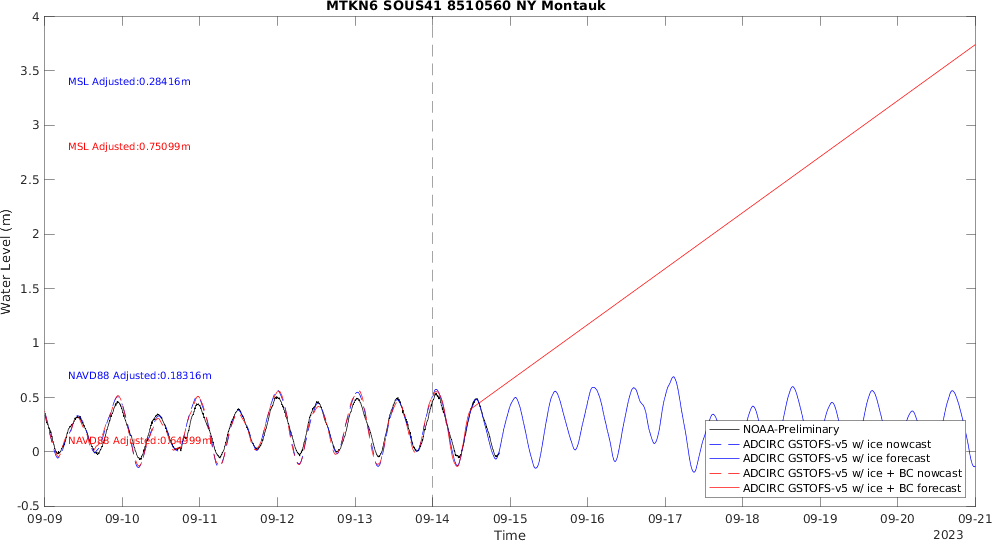 MTKN6 SOUS41 8510560 NY Montauk
4
3.5
3
2.5
2
1.5
1
0.5
0
-0.5
Water Level (m)
MSL Adjusted:0.28416m
MSL Adjusted:0.75099m
NAVD88 Adjusted:0.18316m
NAVD88 Adjusted:0.64999m
NOAA-Preliminary
ADCIRC GSTOFS-v5 w/ ice nowcast
ADCIRC GSTOFS-v5 w/ ice forecast
ADCIRC GSTOFS-v5 w/ ice + BC nowcast
ADCIRC GSTOFS-v5 w/ ice + BC forecast
09-09 09-10 09-11 09-12 09-13 09-14 09-15 09-16 09-17 09-18 09-19 09-20 09-21
Time
2023